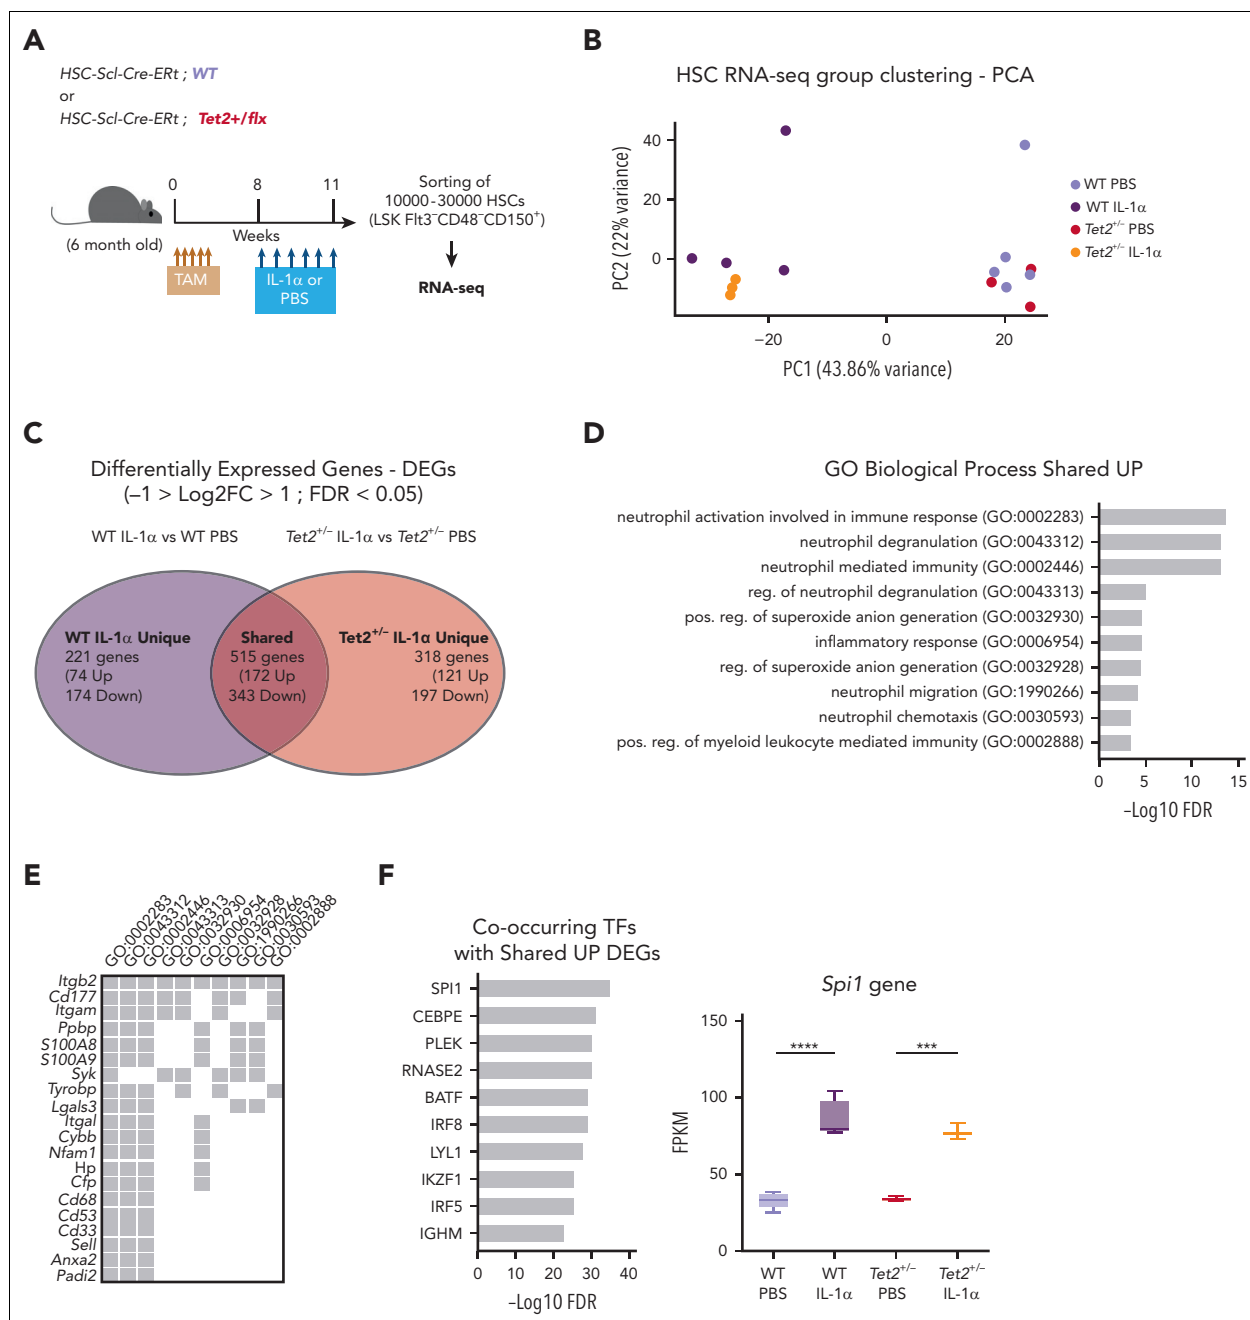 A
HSC-Scl-Cre-ERt ; WT
or
HSC-Scl-Cre-ERt ; Tet2+/flx
0 8 11
Weeks
(6 month old)
TAM
IL-1α or
PBS
Sorting of
10000-30000 HSCs
(LSK Flt3⁻CD48⁻CD150⁺)
RNA-seq
B
HSC RNA-seq group clustering - PCA
PC2 (22% variance)
40
20
0
−20 0 20
PC1 (43.86% variance)
WT PBS
WT IL-1α
Tet2⁺/⁻ PBS
Tet2⁺/⁻ IL-1α
C
Differentially Expressed Genes - DEGs
(−1 > Log2FC > 1 ; FDR < 0.05)
WT IL-1α vs WT PBS
Tet2⁺/⁻ IL-1α vs Tet2⁺/⁻ PBS
WT IL-1α Unique
221 genes
(74 Up
174 Down)
Shared
515 genes
(172 Up
343 Down)
Tet2⁺/⁻ IL-1α Unique
318 genes
(121 Up
197 Down)
D
GO Biological Process Shared UP
neutrophil activation involved in immune response (GO:0002283)
neutrophil degranulation (GO:0043312)
neutrophil mediated immunity (GO:0002446)
reg. of neutrophil degranulation (GO:0043313)
pos. reg. of superoxide anion generation (GO:0032930)
inflammatory response (GO:0006954)
reg. of superoxide anion generation (GO:0032928)
neutrophil migration (GO:1990266)
neutrophil chemotaxis (GO:0030593)
pos. reg. of myeloid leukocyte mediated immunity (GO:0002888)
0 5 10 15
−Log10 FDR
E
GO:0002283
GO:0043312
GO:0002446
GO:0043313
GO:0032930
GO:0006954
GO:0032928
GO:1990266
GO:0030593
GO:0002888
Itgb2
Cd177
Itgam
Ppbp
S100A8
S100A9
Syk
Tyrobp
Lgals3
Itgal
Cybb
Nfam1
Hp
Cfp
Cd68
Cd53
Cd33
Sell
Anxa2
Padi2
F
Co-occurring TFs
with Shared UP DEGs
SPI1
CEBPE
PLEK
RNASE2
BATF
IRF8
LYL1
IKZF1
IRF5
IGHM
0 10 20 30 40
−Log10 FDR
Spi1 gene
FPKM
150
100
50
0
**** ***
WT
PBS
WT
IL-1α
Tet2⁺/⁻
PBS
Tet2⁺/⁻
IL-1α